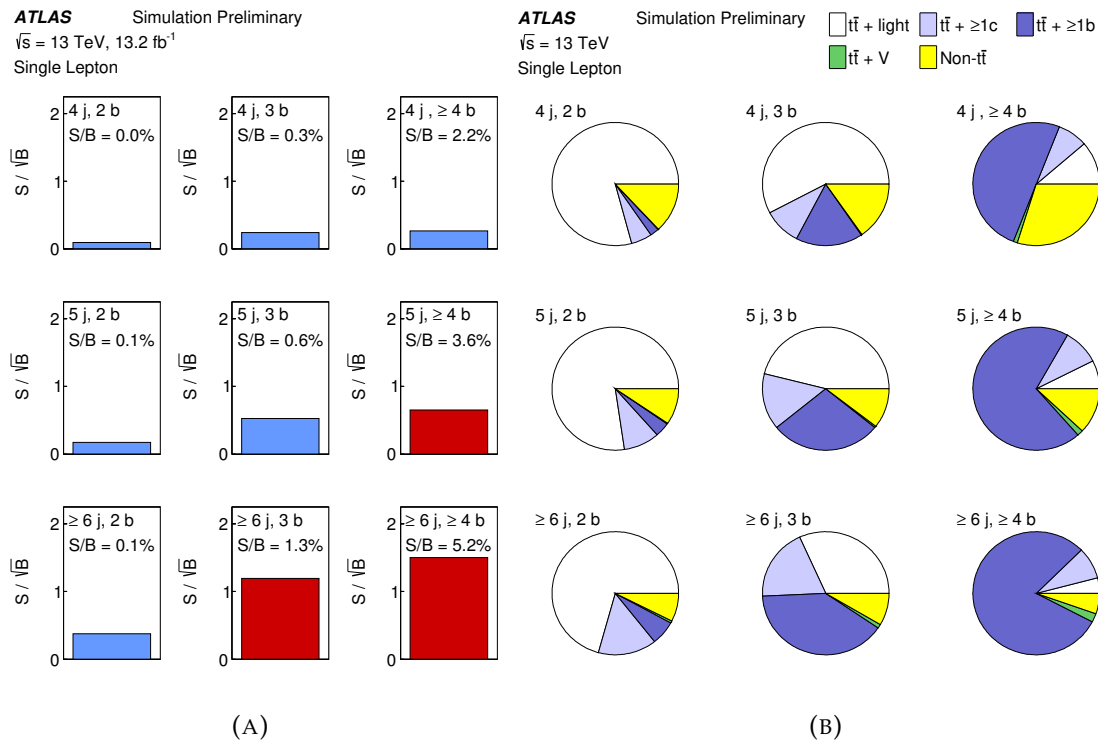 ATLAS Simulation Preliminary
√s = 13 TeV, 13.2 fb⁻¹
Single Lepton
4 j, 2 b
S/B = 0.0%
4 j, 3 b
S/B = 0.3%
4 j , ≥ 4 b
S/B = 2.2%
S / √B
S / √B
S / √B
2
1
0
2
1
0
2
1
0
5 j, 2 b
S/B = 0.1%
5 j, 3 b
S/B = 0.6%
5 j, ≥ 4 b
S/B = 3.6%
S / √B
S / √B
S / √B
2
1
0
2
1
0
2
1
0
≥ 6 j, 2 b
S/B = 0.1%
≥ 6 j, 3 b
S/B = 1.3%
≥ 6 j, ≥ 4 b
S/B = 5.2%
S / √B
S / √B
S / √B
2
1
0
2
1
0
2
1
0
(A)
ATLAS Simulation Preliminary
√s = 13 TeV
Single Lepton
tt̄ + light tt̄ + ≥1c tt̄ + ≥1b
tt̄ + V Non-tt̄
4 j, 2 b
4 j, 3 b
4 j , ≥ 4 b
5 j, 2 b
5 j, 3 b
5 j, ≥ 4 b
≥ 6 j, 2 b
≥ 6 j, 3 b
≥ 6 j, ≥ 4 b
(B)